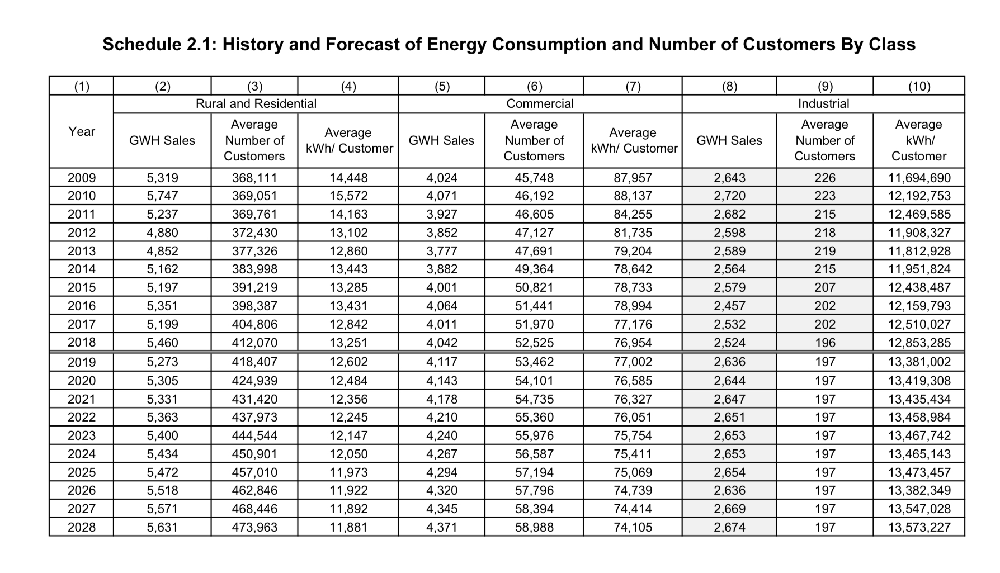 Schedule 2.1: History and Forecast of Energy Consumption and Number of Customers By Class
(1) (2) (3) (4) (5) (6) (7) (8) (9) (10)
Rural and Residential Commercial Industrial
Year GWH Sales Average Number of Customers Average kWh/ Customer GWH Sales Average Number of Customers Average kWh/ Customer GWH Sales Average Number of Customers Average kWh/ Customer
2009 5,319 368,111 14,448 4,024 45,748 87,957 2,643 226 11,694,690
2010 5,747 369,051 15,572 4,071 46,192 88,137 2,720 223 12,192,753
2011 5,237 369,761 14,163 3,927 46,605 84,255 2,682 215 12,469,585
2012 4,880 372,430 13,102 3,852 47,127 81,735 2,598 218 11,908,327
2013 4,852 377,326 12,860 3,777 47,691 79,204 2,589 219 11,812,928
2014 5,162 383,998 13,443 3,882 49,364 78,642 2,564 215 11,951,824
2015 5,197 391,219 13,285 4,001 50,821 78,733 2,579 207 12,438,487
2016 5,351 398,387 13,431 4,064 51,441 78,994 2,457 202 12,159,793
2017 5,199 404,806 12,842 4,011 51,970 77,176 2,532 202 12,510,027
2018 5,460 412,070 13,251 4,042 52,525 76,954 2,524 196 12,853,285
2019 5,273 418,407 12,602 4,117 53,462 77,002 2,636 197 13,381,002
2020 5,305 424,939 12,484 4,143 54,101 76,585 2,644 197 13,419,308
2021 5,331 431,420 12,356 4,178 54,735 76,327 2,647 197 13,435,434
2022 5,363 437,973 12,245 4,210 55,360 76,051 2,651 197 13,458,984
2023 5,400 444,544 12,147 4,240 55,976 75,754 2,653 197 13,467,742
2024 5,434 450,901 12,050 4,267 56,587 75,411 2,653 197 13,465,143
2025 5,472 457,010 11,973 4,294 57,194 75,069 2,654 197 13,473,457
2026 5,518 462,846 11,922 4,320 57,796 74,739 2,636 197 13,382,349
2027 5,571 468,446 11,892 4,345 58,394 74,414 2,669 197 13,547,028
2028 5,631 473,963 11,881 4,371 58,988 74,105 2,674 197 13,573,227